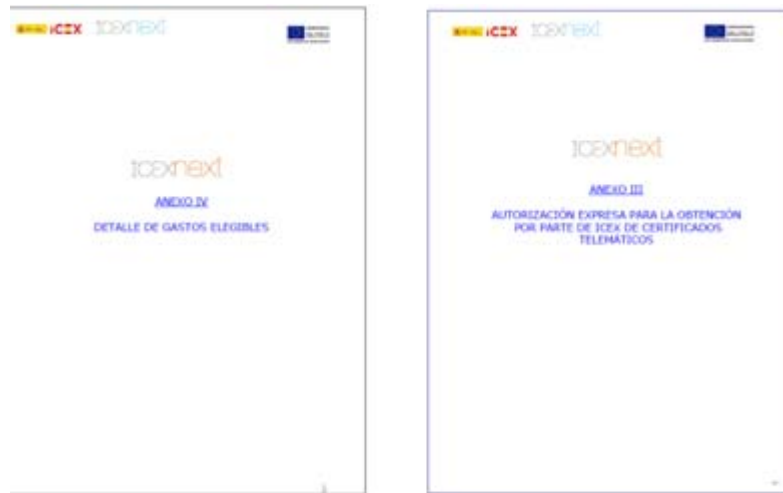 iCEX icexnext
icexnext
ANEXO IV
DETALLE DE GASTOS ELEGIBLES
iCEX icexnext
icexnext
ANEXO III
AUTORIZACIÓN EXPRESA PARA LA OBTENCIÓN
POR PARTE DE ICEX DE CERTIFICADOS
TELEMÁTICOS